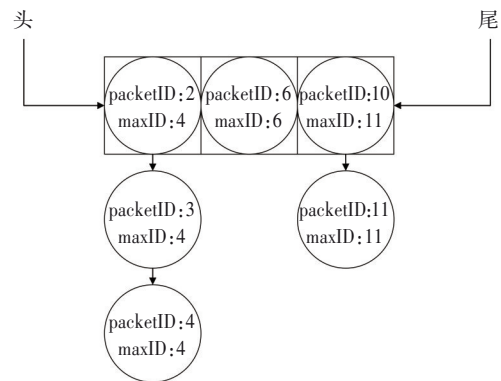 头 尾
packetID:2 packetID:6 packetID:10
maxID:4 maxID:6 maxID:11
packetID:3 packetID:11
maxID:4 maxID:11
packetID:4
maxID:4